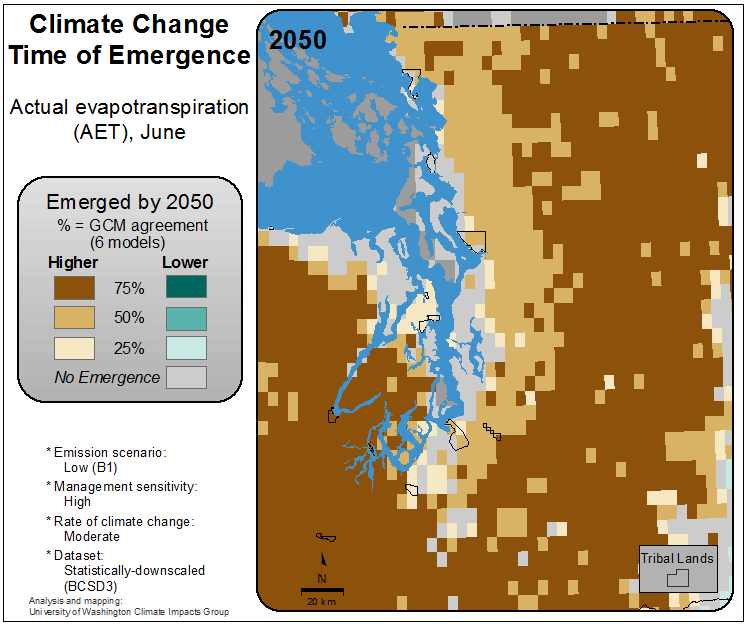 Climate Change
Time of Emergence
Actual evapotranspiration
(AET), June
Emerged by 2050
% = GCM agreement
(6 models)
Higher Lower
75%
50%
25%
No Emergence
* Emission scenario:
Low (B1)
* Management sensitivity:
High
* Rate of climate change:
Moderate
* Dataset:
Statistically-downscaled
(BCSD3)
Analysis and mapping:
University of Washington Climate Impacts Group
2050
N
20 km
Tribal Lands